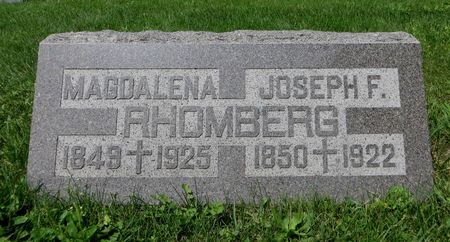 MAGDALENA JOSEPH F.
RHOMBERG
1849 ✝ 1925 1850 ✝ 1922